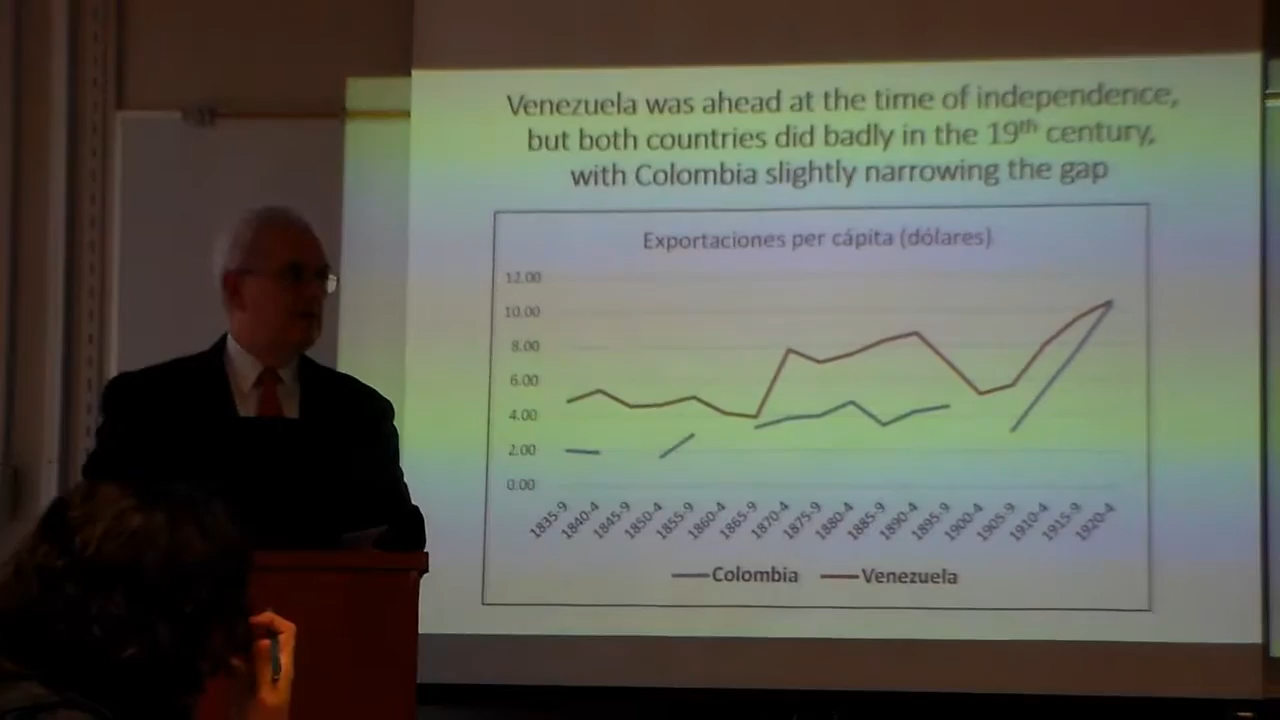 Venezuela was ahead at the time of independence,
but both countries did badly in the 19th century,
with Colombia slightly narrowing the gap
Exportaciones per cápita (dólares)
12.00
10.00
8.00
6.00
4.00
2.00
0.00
1835-9 1840-4 1845-9 1850-4 1855-9 1860-4 1865-9 1870-4 1875-9 1880-4 1885-9 1890-4 1895-9 1900-4 1905-9 1910-4 1915-9 1920-4
Colombia Venezuela